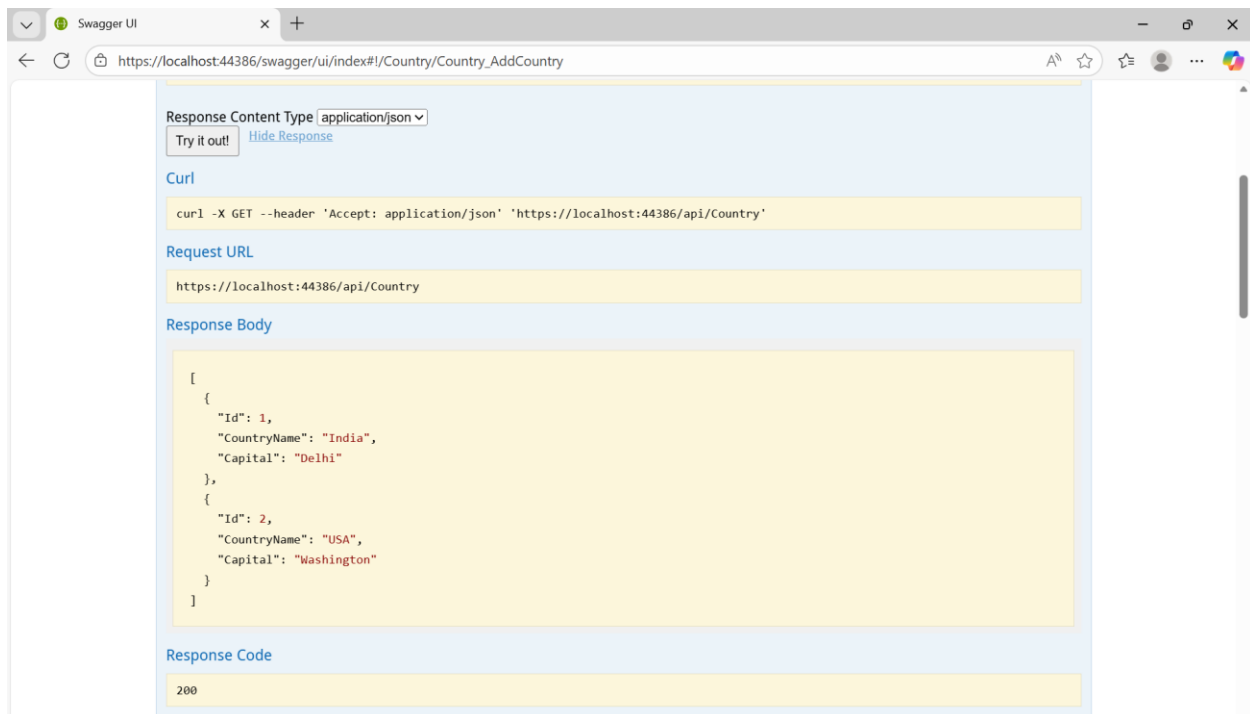 Swagger UI
https://localhost:44386/swagger/ui/index#!/Country/Country_AddCountry
Response Content Type application/json
Try it out! Hide Response
Curl
curl -X GET --header 'Accept: application/json' 'https://localhost:44386/api/Country'
Request URL
https://localhost:44386/api/Country
Response Body
[
{
"Id": 1,
"CountryName": "India",
"Capital": "Delhi"
},
{
"Id": 2,
"CountryName": "USA",
"Capital": "Washington"
}
]
Response Code
200